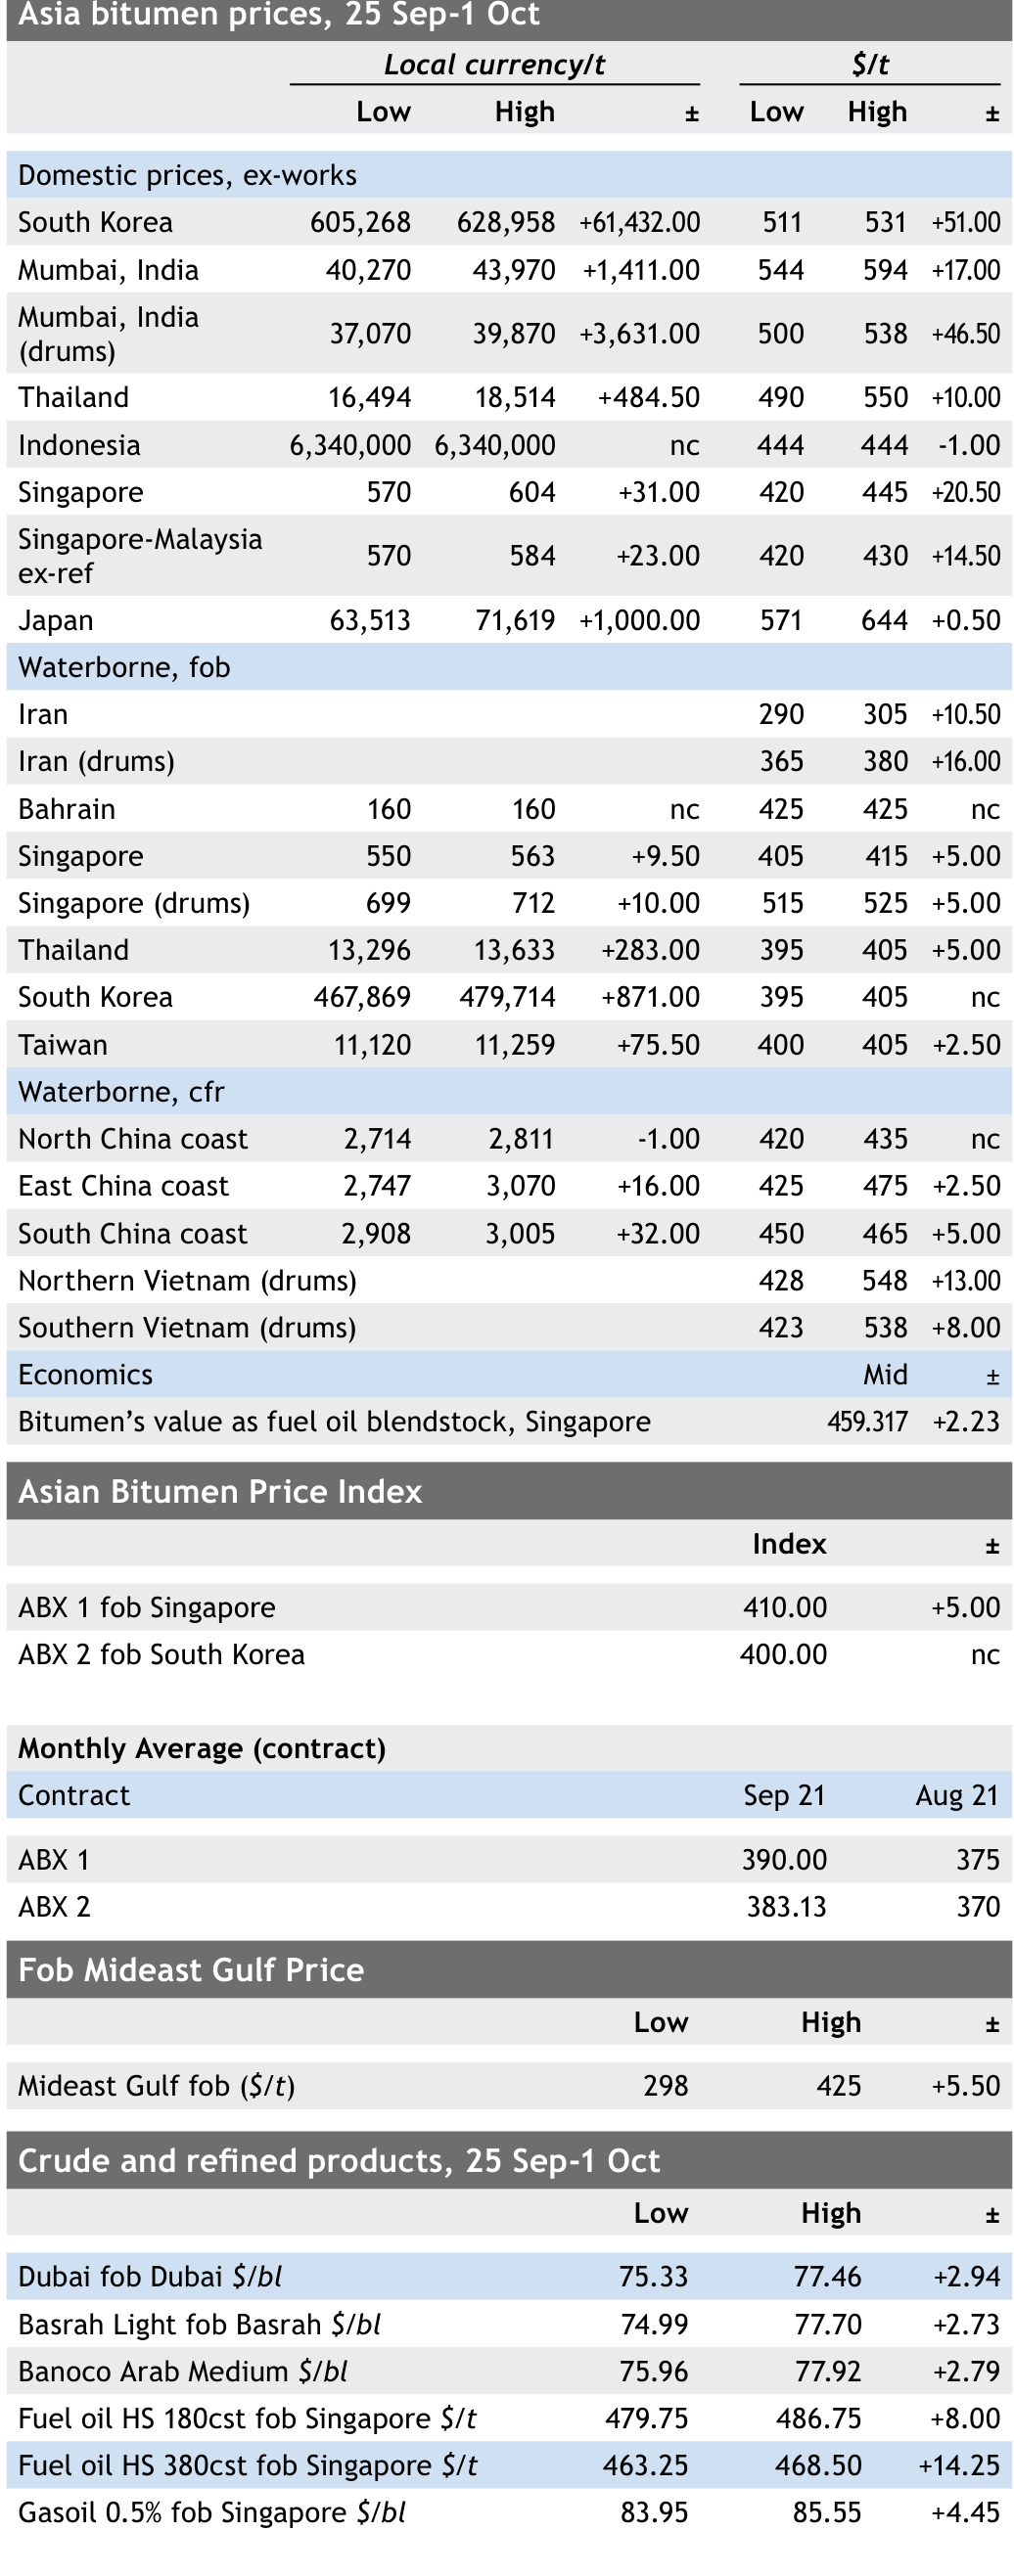 Asia bitumen prices, 25 Sep-1 Oct
Local currency/t $/t
Low High ± Low High ±
Domestic prices, ex-works
South Korea 605,268 628,958 +61,432.00 511 531 +51.00
Mumbai, India 40,270 43,970 +1,411.00 544 594 +17.00
Mumbai, India
(drums) 37,070 39,870 +3,631.00 500 538 +46.50
Thailand 16,494 18,514 +484.50 490 550 +10.00
Indonesia 6,340,000 6,340,000 nc 444 444 -1.00
Singapore 570 604 +31.00 420 445 +20.50
Singapore-Malaysia
ex-ref 570 584 +23.00 420 430 +14.50
Japan 63,513 71,619 +1,000.00 571 644 +0.50
Waterborne, fob
Iran 290 305 +10.50
Iran (drums) 365 380 +16.00
Bahrain 160 160 nc 425 425 nc
Singapore 550 563 +9.50 405 415 +5.00
Singapore (drums) 699 712 +10.00 515 525 +5.00
Thailand 13,296 13,633 +283.00 395 405 +5.00
South Korea 467,869 479,714 +871.00 395 405 nc
Taiwan 11,120 11,259 +75.50 400 405 +2.50
Waterborne, cfr
North China coast 2,714 2,811 -1.00 420 435 nc
East China coast 2,747 3,070 +16.00 425 475 +2.50
South China coast 2,908 3,005 +32.00 450 465 +5.00
Northern Vietnam (drums) 428 548 +13.00
Southern Vietnam (drums) 423 538 +8.00
Economics Mid ±
Bitumen’s value as fuel oil blendstock, Singapore 459.317 +2.23
Asian Bitumen Price Index
Index ±
ABX 1 fob Singapore 410.00 +5.00
ABX 2 fob South Korea 400.00 nc
Monthly Average (contract)
Contract Sep 21 Aug 21
ABX 1 390.00 375
ABX 2 383.13 370
Fob Mideast Gulf Price
Low High ±
Mideast Gulf fob ($/t) 298 425 +5.50
Crude and refined products, 25 Sep-1 Oct
Low High ±
Dubai fob Dubai $/bl 75.33 77.46 +2.94
Basrah Light fob Basrah $/bl 74.99 77.70 +2.73
Banoco Arab Medium $/bl 75.96 77.92 +2.79
Fuel oil HS 180cst fob Singapore $/t 479.75 486.75 +8.00
Fuel oil HS 380cst fob Singapore $/t 463.25 468.50 +14.25
Gasoil 0.5% fob Singapore $/bl 83.95 85.55 +4.45